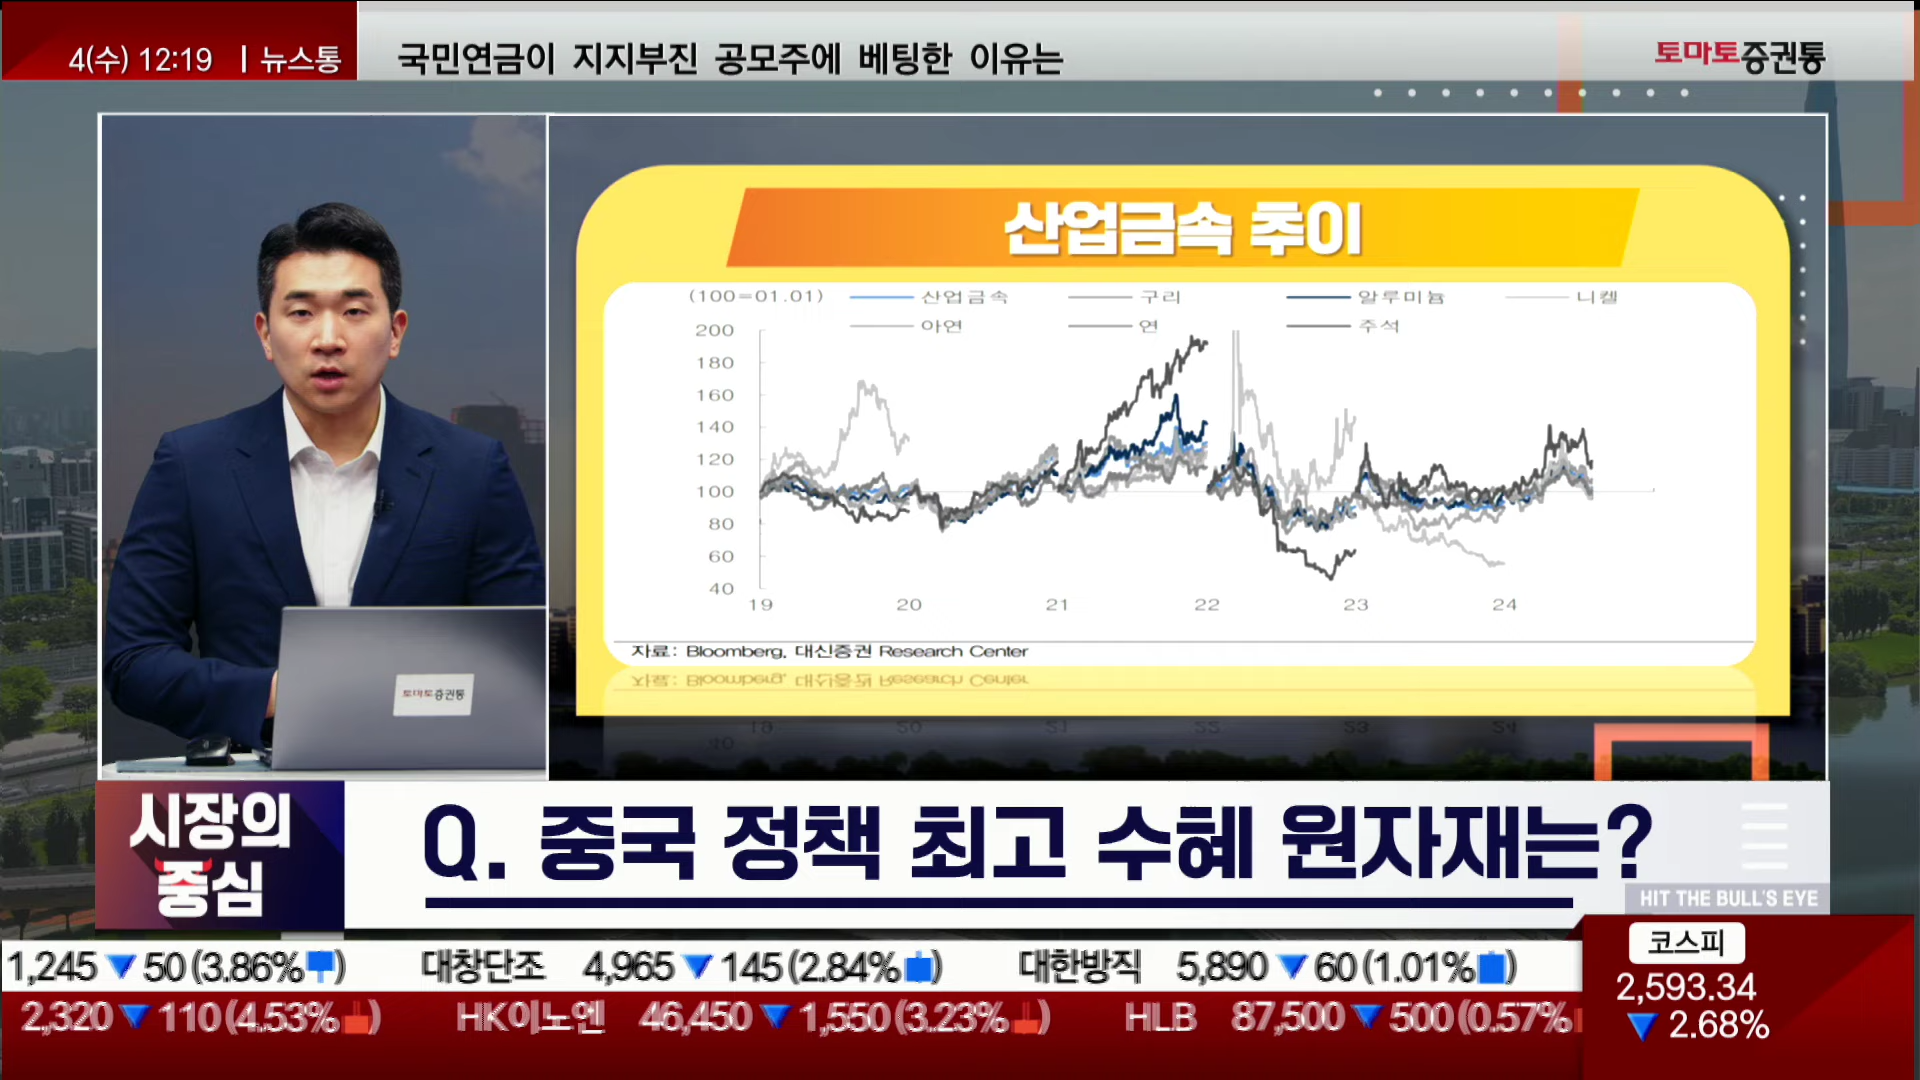 4(수) 12:19 | 뉴스통
국민연금이 지지부진 공모주에 베팅한 이유는
토마토증권통
산업금속 추이
(100=01.01) 산업금속 구리 알루미늄 니켈
아연 연 주석
200
180
160
140
120
100
80
60
40
19 20 21 22 23 24
자료: Bloomberg, 대신증권 Research Center
토마토증권통
시장의
중심
Q. 중국 정책 최고 수혜 원자재는?
HIT THE BULL'S EYE
1,245 ▼ 50 (3.86%) 대창단조 4,965 ▼ 145 (2.84%) 대한방직 5,890 ▼ 60 (1.01%)
2,320 ▼ 110 (4.53%) HK이노엔 46,450 ▼ 1,550 (3.23%) HLB 87,500 ▼ 500 (0.57%
코스피
2,593.34
▼ 2.68%